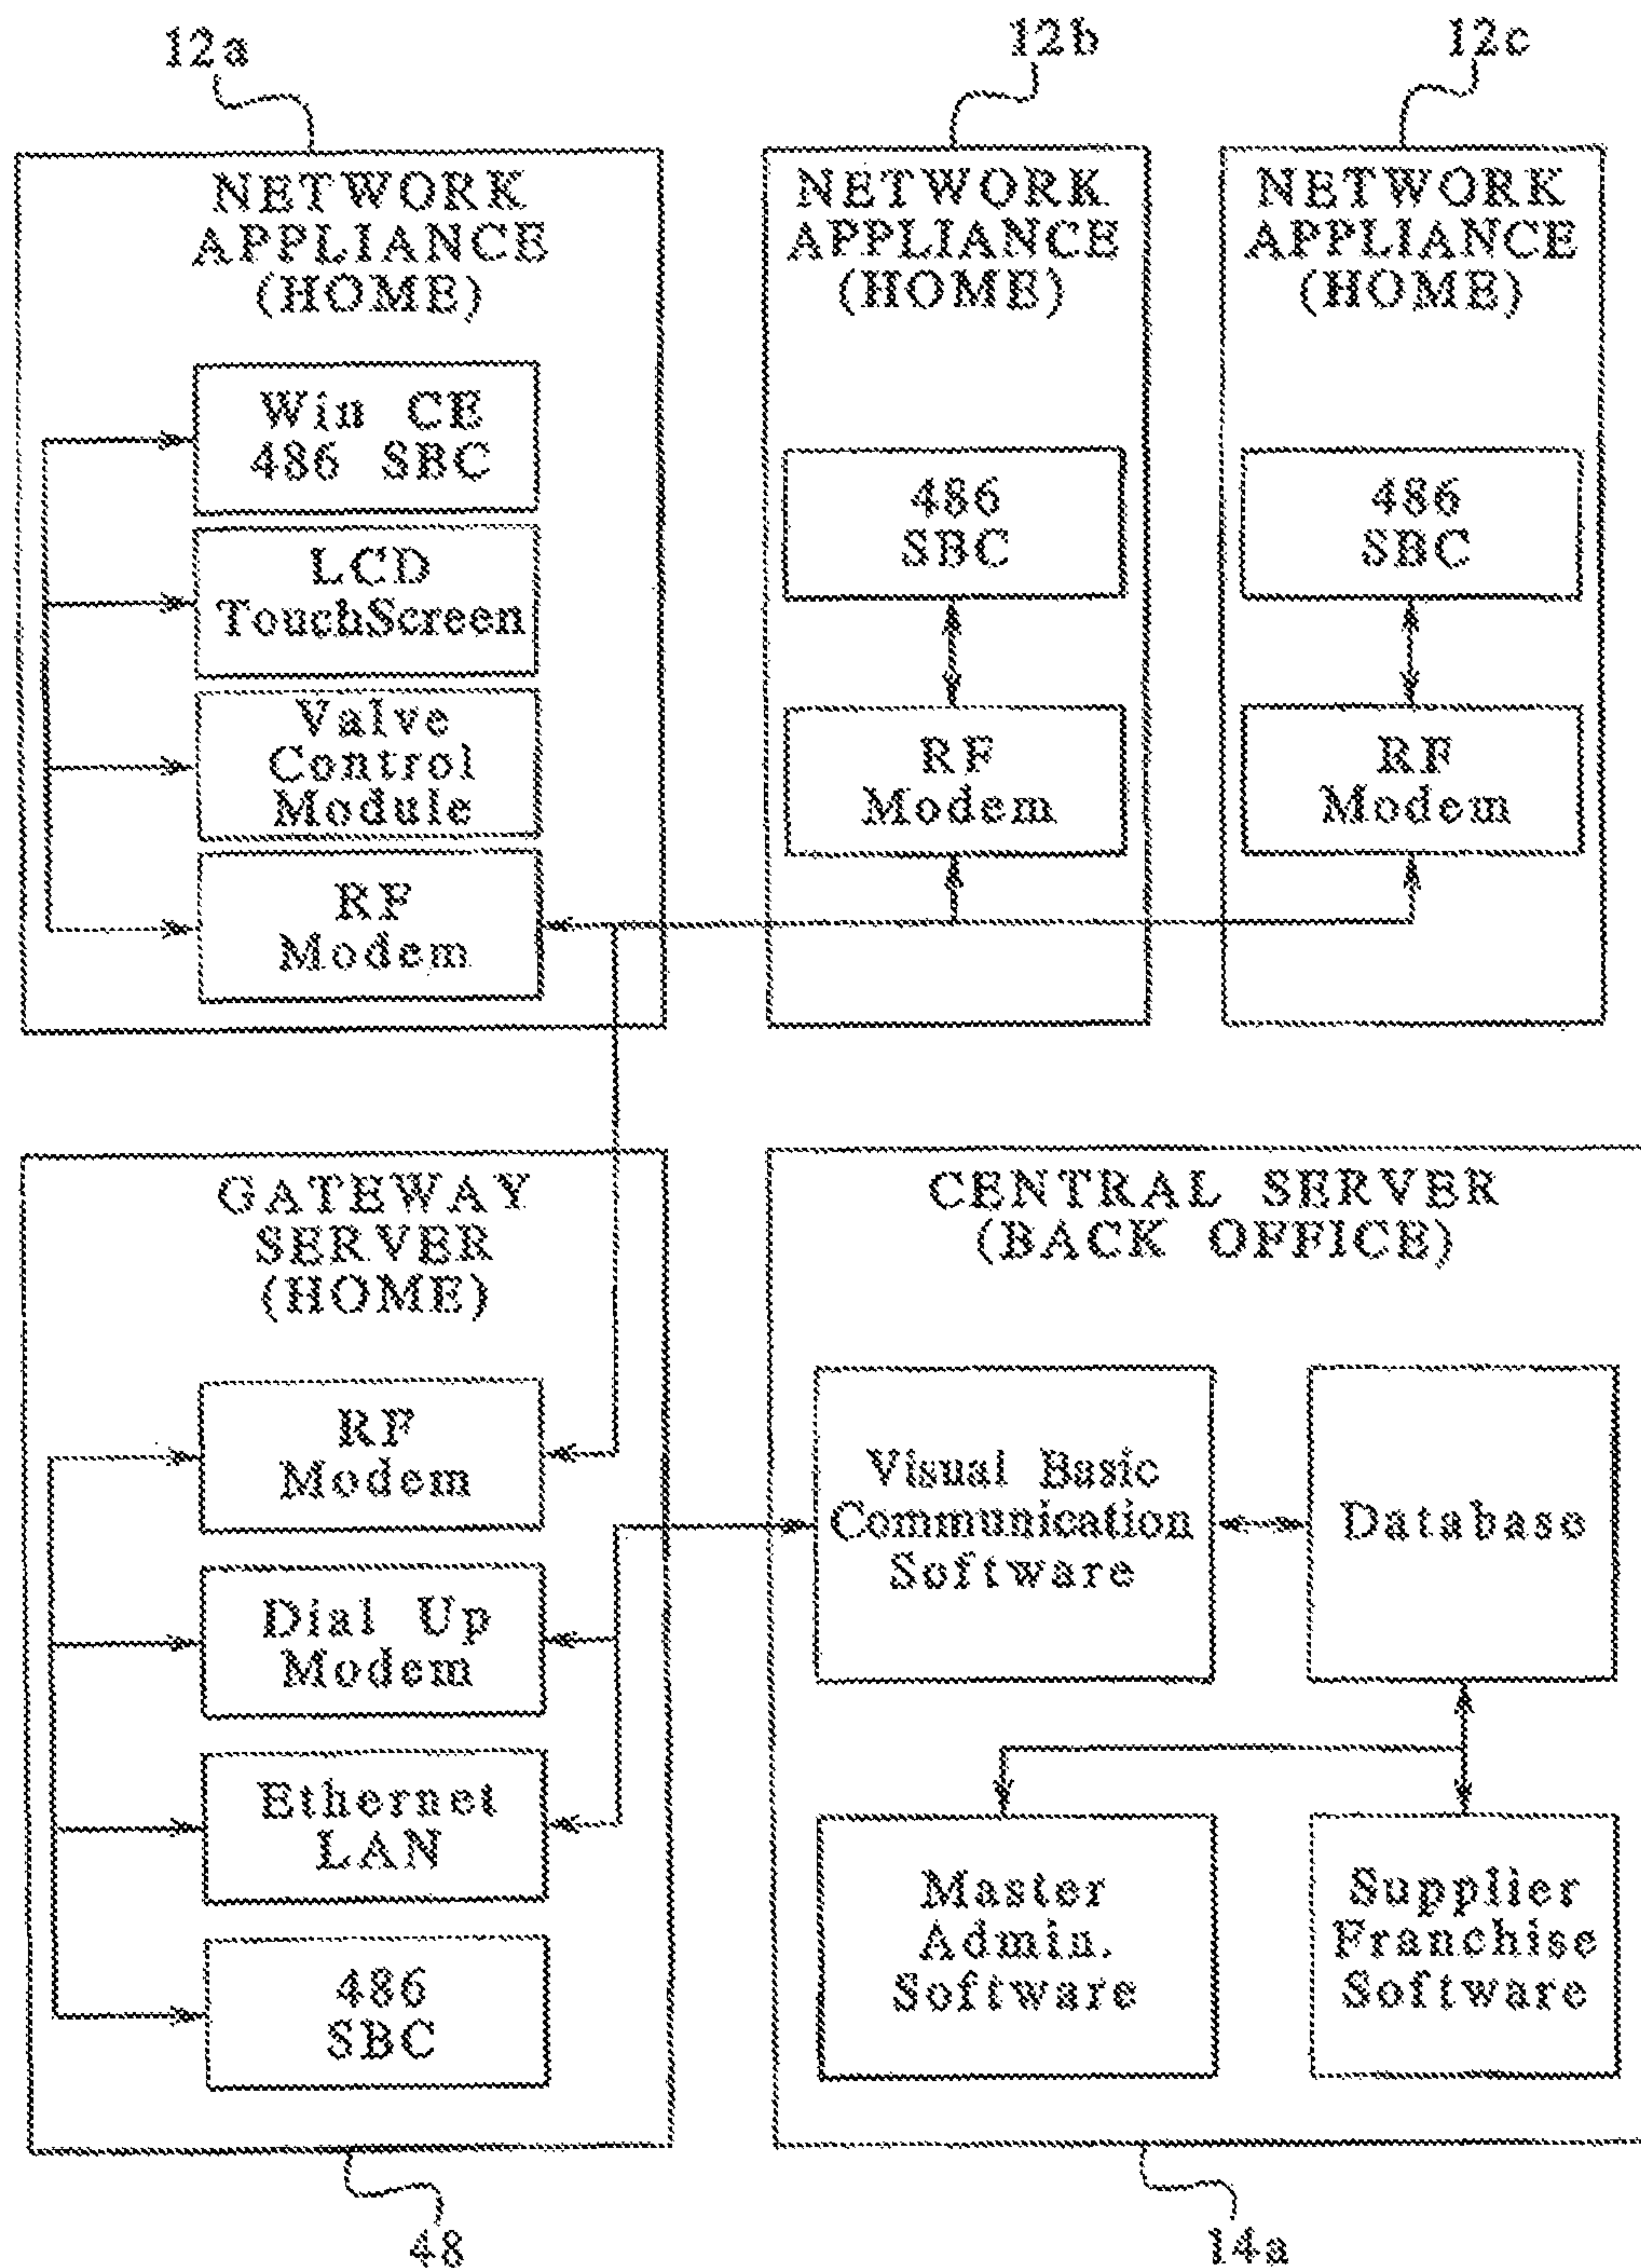 12a
12b
12c
NETWORK
APPLIANCE
(HOME)
Win CE
486 SBC
LCD
TouchScreen
Valve
Control
Module
RF
Modem
NETWORK
APPLIANCE
(HOME)
486
SBC
RF
Modem
NETWORK
APPLIANCE
(HOME)
486
SBC
RF
Modem
GATEWAY
SERVER
(HOME)
RF
Modem
Dial Up
Modem
Ethernet
LAN
486
SBC
CENTRAL SERVER
(BACK OFFICE)
Visual Basic
Communication
Software
Database
Master
Admin.
Software
Supplier
Franchise
Software
48
14a